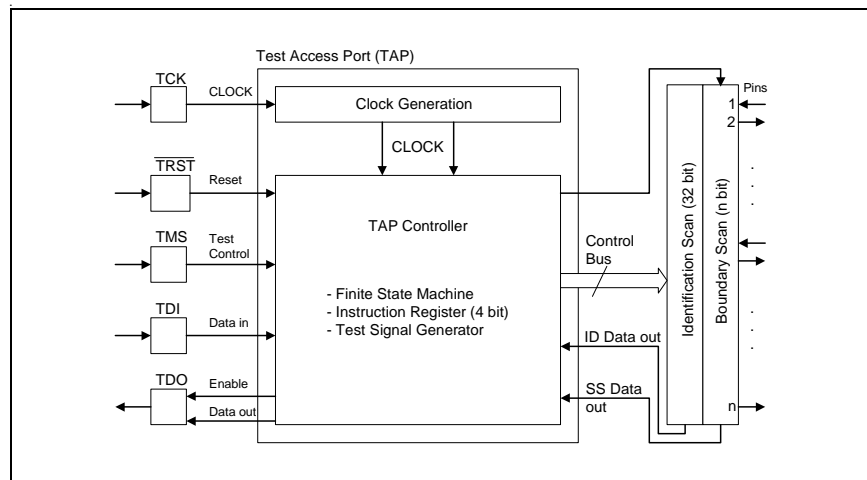 Test Access Port (TAP)
TCK
CLOCK
Clock Generation
Pins
1
2
CLOCK
TRST
Reset
TAP Controller
TMS
Test
Control
Control
Bus
- Finite State Machine
- Instruction Register (4 bit)
- Test Signal Generator
TDI
Data in
ID Data out
TDO
Enable
Data out
SS Data
out
n
Identification Scan (32 bit)
Boundary Scan (n bit)